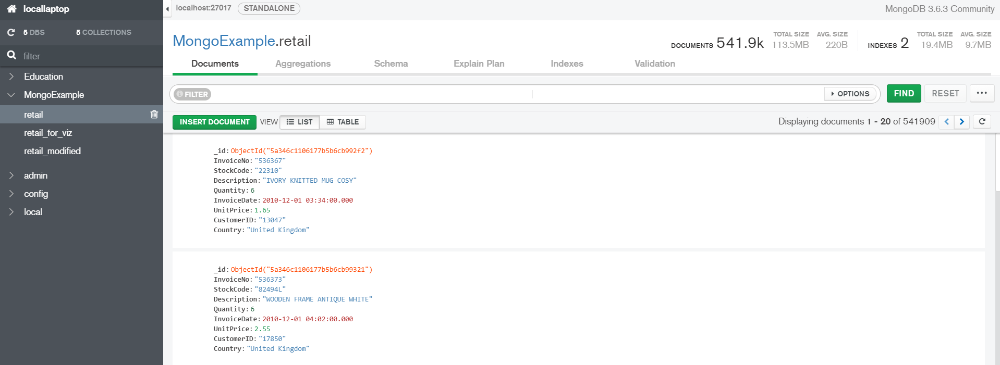 locallaptop
5 DBS 5 COLLECTIONS
filter
Education
MongoExample
retail
retail_for_viz
retail_modified
admin
config
local
localhost:27017 STANDALONE MongoDB 3.6.3 Community
MongoExample.retail
DOCUMENTS 541.9k TOTAL SIZE 113.5MB AVG. SIZE 220B INDEXES 2 TOTAL SIZE 19.4MB AVG. SIZE 9.7MB
Documents Aggregations Schema Explain Plan Indexes Validation
FILTER OPTIONS FIND RESET ...
INSERT DOCUMENT VIEW LIST TABLE Displaying documents 1 - 20 of 541909
_id: ObjectId("5a346c1106177b5b6cb992f2")
InvoiceNo: "536367"
StockCode: "22310"
Description: "IVORY KNITTED MUG COSY"
Quantity: 6
InvoiceDate: 2010-12-01 03:34:00.000
UnitPrice: 1.65
CustomerID: "13047"
Country: "United Kingdom"
_id: ObjectId("5a346c1106177b5b6cb99321")
InvoiceNo: "536373"
StockCode: "82494L"
Description: "WOODEN FRAME ANTIQUE WHITE"
Quantity: 6
InvoiceDate: 2010-12-01 04:02:00.000
UnitPrice: 2.55
CustomerID: "17850"
Country: "United Kingdom"